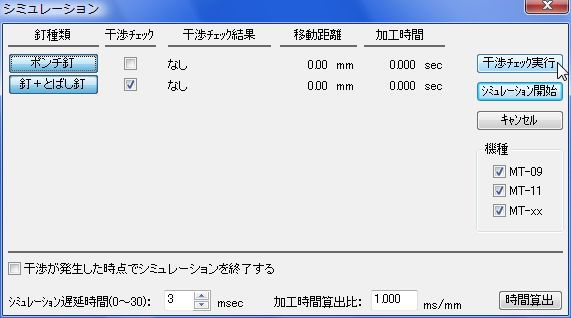 シミュレーション
釘種類 干渉チェック 干渉チェック結果 移動距離 加工時間
ポンチ釘 なし 0.00 mm 0.000 sec
釘+とばし釘 なし 0.00 mm 0.000 sec
干渉チェック実行
シミュレーション開始
キャンセル
機種
MT-09
MT-11
MT-xx
干渉が発生した時点でシミュレーションを終了する
シミュレーション遅延時間(0～30): 3 msec 加工時間算出比: 1.000 ms/mm 時間算出